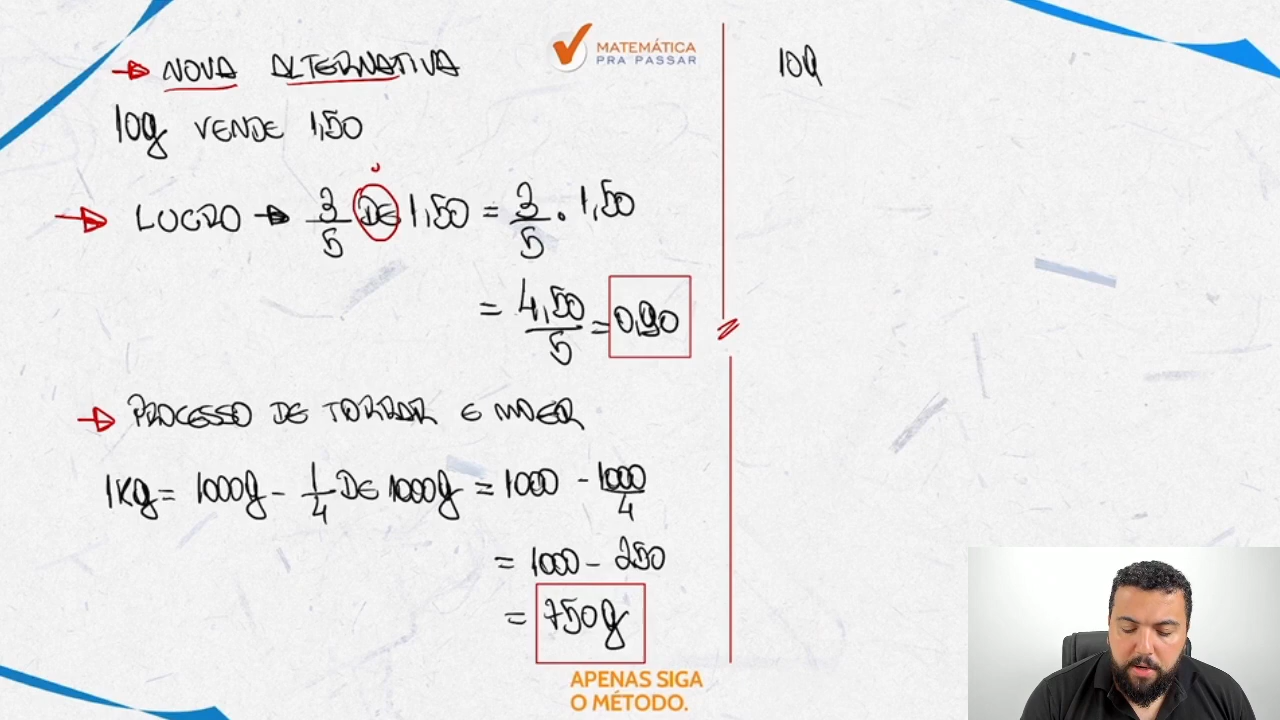 → NOVA ALTERNATIVA
10g VENDE 1,50
→ LUCRO → 3/5 DE 1,50 = 3/5 . 1,50
= 4,50/5 = 0,90
→ PROCESSO DE TORRAR E MOER
1Kg = 1000g - 1/4 DE 1000g = 1000 - 1000/4
= 1000 - 250
= 750g
MATEMÁTICA
PRA PASSAR
APENAS SIGA
O MÉTODO.
10g